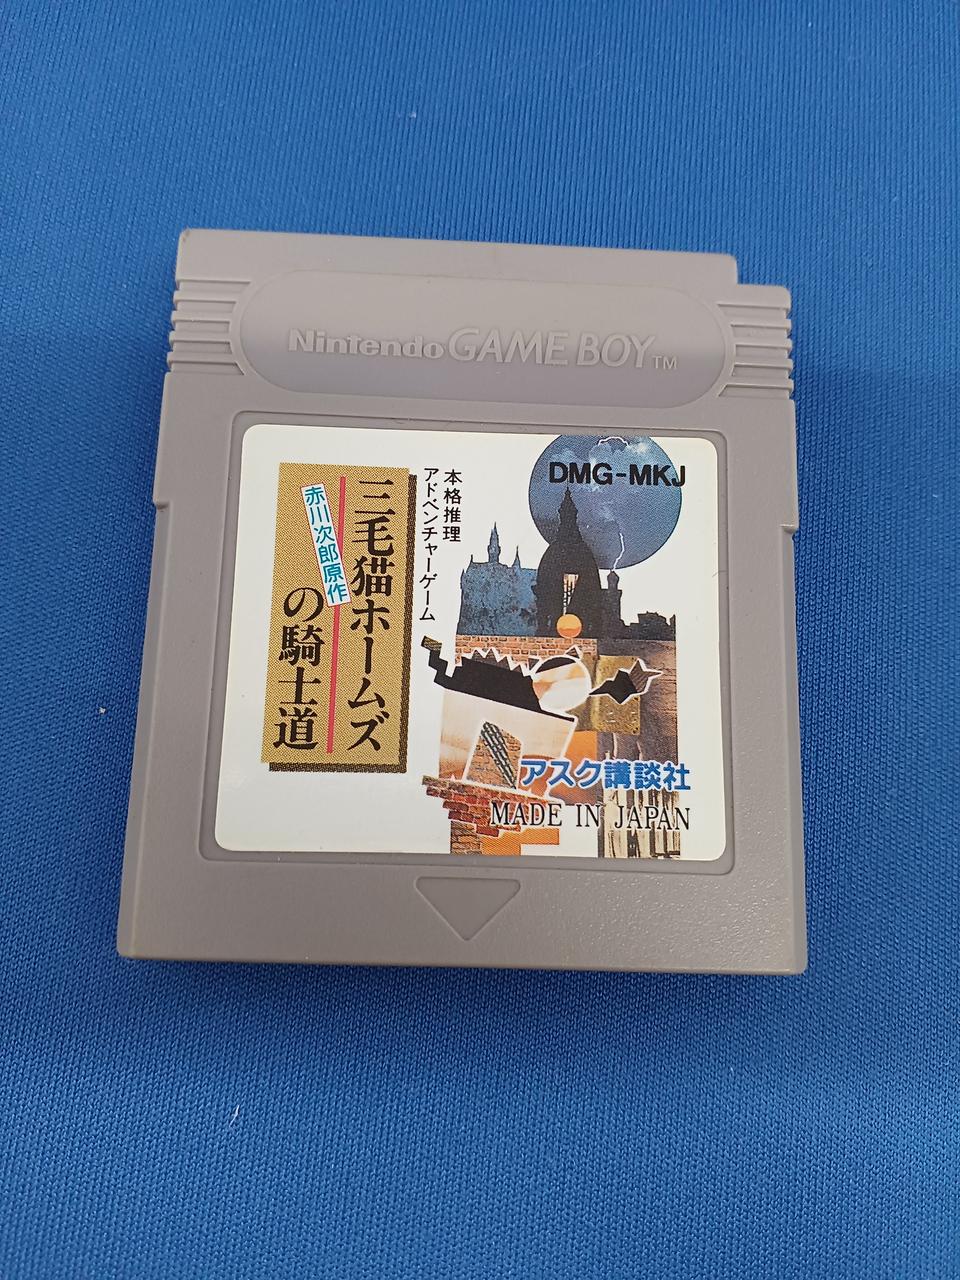 Nintendo GAME BOY TM
DMG-MKJ
本格推理
アドベンチャーゲーム
三毛猫ホームズ
の騎士道
赤川次郎原作
アスク講談社
MADE IN JAPAN